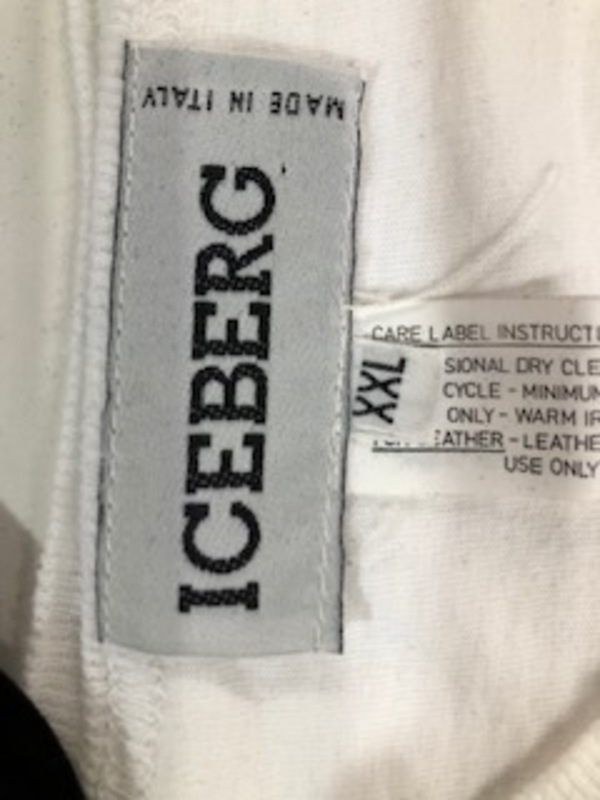 MADE IN ITALY
ICEBERG
XXL
CARE LABEL INSTRUCTI
SIONAL DRY CLE
CYCLE - MINIMUM
ONLY - WARM IR
EATHER - LEATHE
USE ONLY